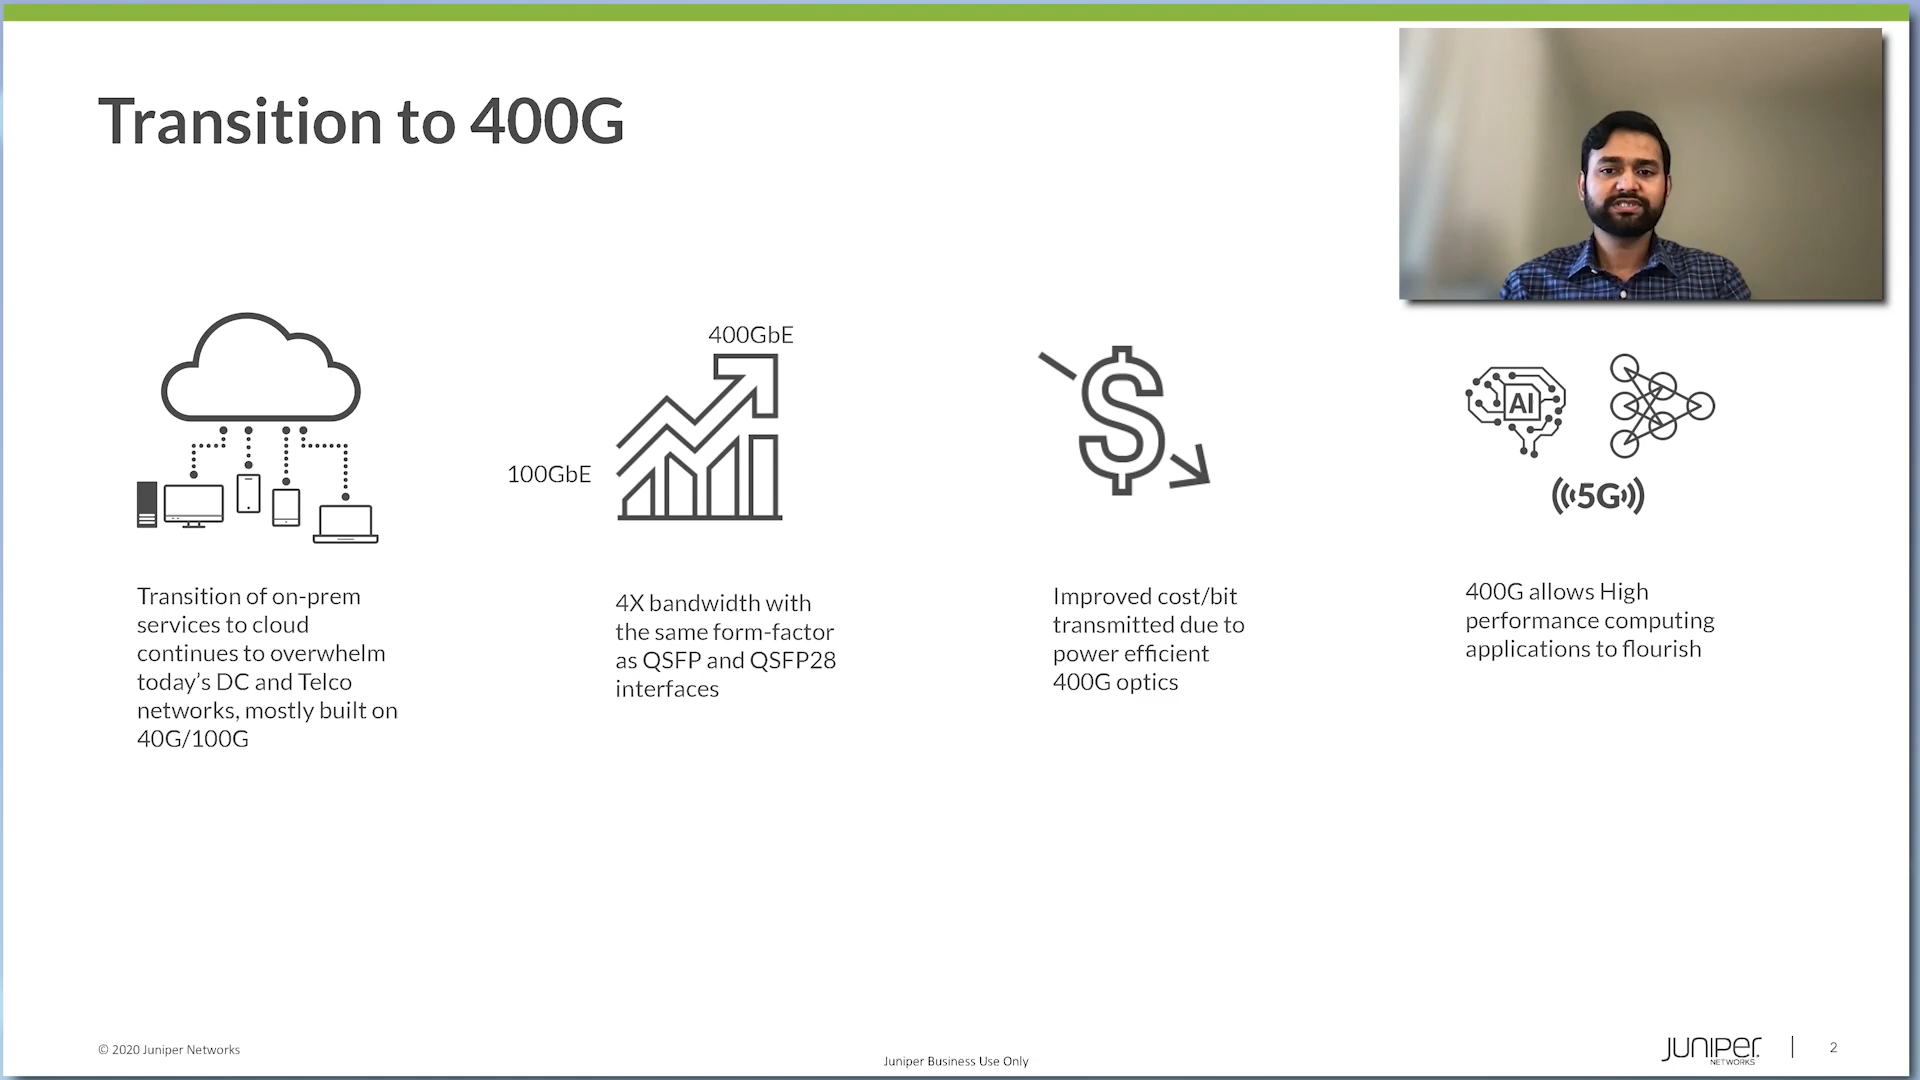 Transition to 400G
400GbE
100GbE
AI
5G
Transition of on-prem
services to cloud
continues to overwhelm
today's DC and Telco
networks, mostly built on
40G/100G
4X bandwidth with
the same form-factor
as QSFP and QSFP28
interfaces
Improved cost/bit
transmitted due to
power efficient
400G optics
400G allows High
performance computing
applications to flourish
© 2020 Juniper Networks
Juniper Business Use Only
JUNIPER
NETWORKS
2